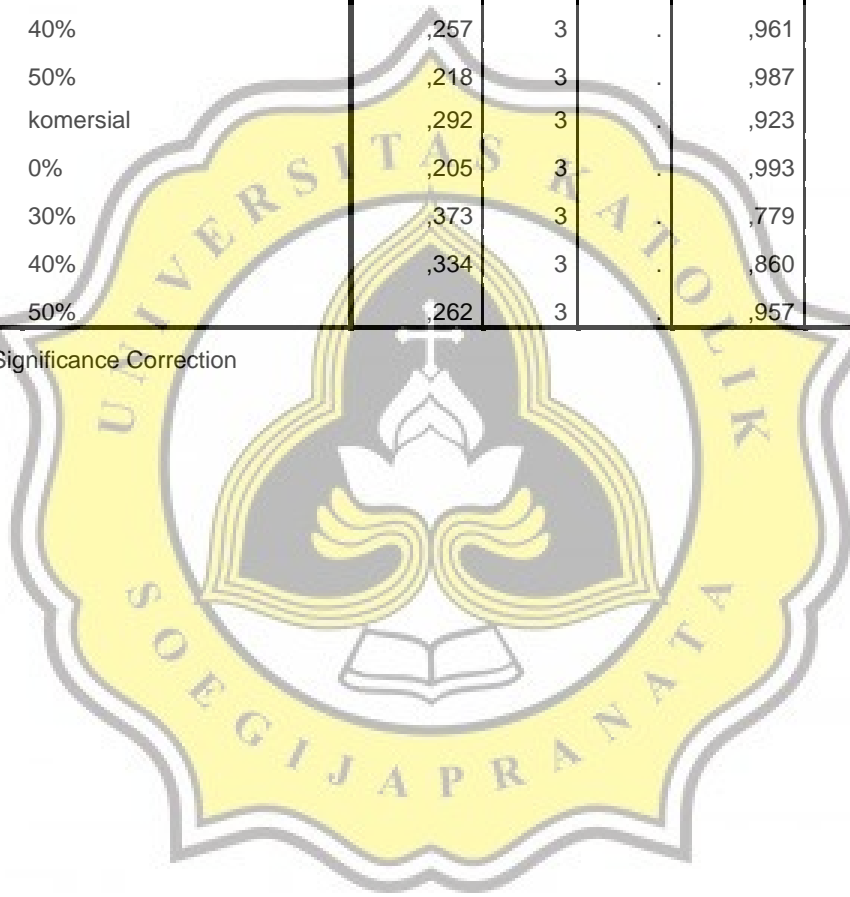 40% ,257 3 . ,961
50% ,218 3 . ,987
komersial ,292 3 . ,923
0% ,205 3 . ,993
30% ,373 3 . ,779
40% ,334 3 . ,860
50% ,262 3 . ,957
Significance Correction
UNIVERSITAS KATOLIK
SOEGIJAPRANATA